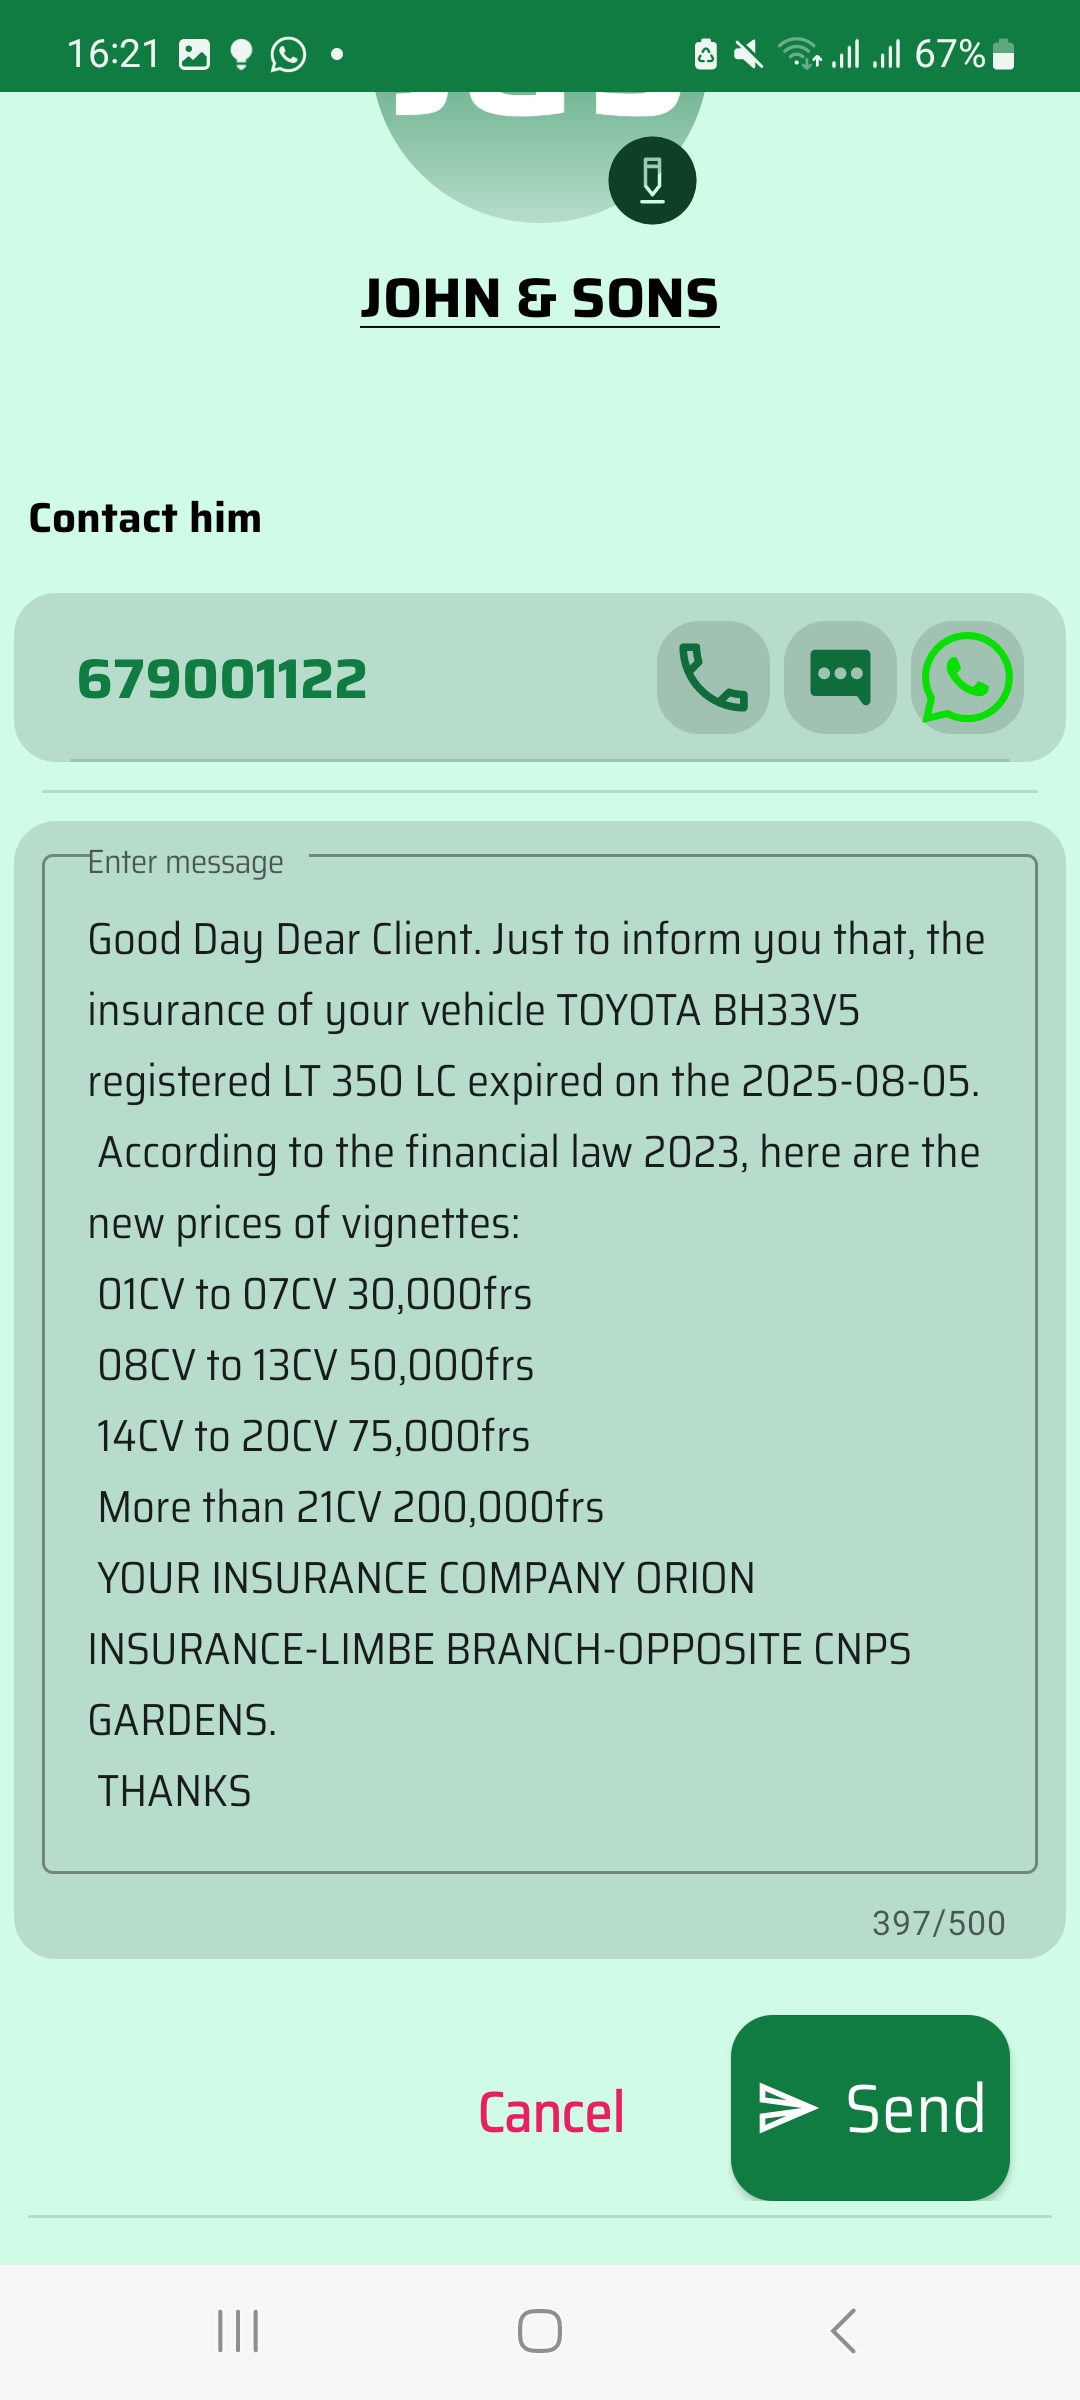 16:21
67%
JOHN & SONS
Contact him
679001122
Enter message
Good Day Dear Client. Just to inform you that, the
insurance of your vehicle TOYOTA BH33V5
registered LT 350 LC expired on the 2025-08-05.
According to the financial law 2023, here are the
new prices of vignettes:
01CV to 07CV 30,000frs
08CV to 13CV 50,000frs
14CV to 20CV 75,000frs
More than 21CV 200,000frs
YOUR INSURANCE COMPANY ORION
INSURANCE-LIMBE BRANCH-OPPOSITE CNPS
GARDENS.
THANKS
397/500
Cancel
Send